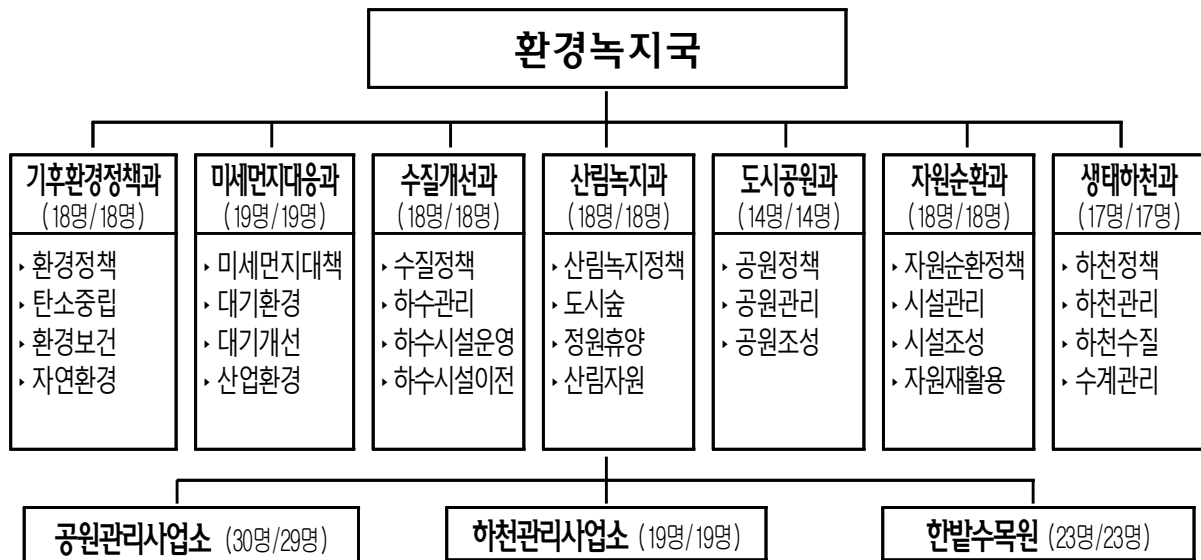 환경녹지국
기후환경정책과
(18명/18명)
‣ 환경정책
‣ 탄소중립
‣ 환경보건
‣ 자연환경
미세먼지대응과
(19명/19명)
‣ 미세먼지대책
‣ 대기환경
‣ 대기개선
‣ 산업환경
수질개선과
(18명/18명)
‣ 수질정책
‣ 하수관리
‣ 하수시설운영
‣ 하수시설이전
산림녹지과
(18명/18명)
‣ 산림녹지정책
‣ 도시숲
‣ 정원휴양
‣ 산림자원
도시공원과
(14명/14명)
‣ 공원정책
‣ 공원관리
‣ 공원조성
자원순환과
(18명/18명)
‣ 자원순환정책
‣ 시설관리
‣ 시설조성
‣ 자원재활용
생태하천과
(17명/17명)
‣ 하천정책
‣ 하천관리
‣ 하천수질
‣ 수계관리
공원관리사업소 (30명/29명)
하천관리사업소 (19명/19명)
한밭수목원 (23명/23명)